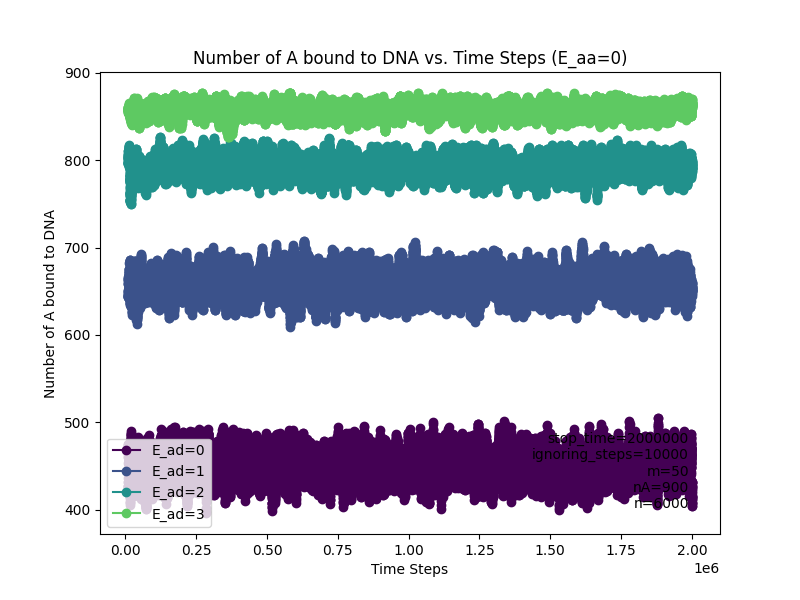 Number of A bound to DNA vs. Time Steps (E_aa=0)
Number of A bound to DNA
900
800
700
600
500
400
E_ad=0
E_ad=1
E_ad=2
E_ad=3
stop_time=2000000
ignoring_steps=10000
m=50
nA=900
0.00 0.25 0.50 0.75 1.00 1.25 1.50 1.75 2.00
1e6
Time Steps